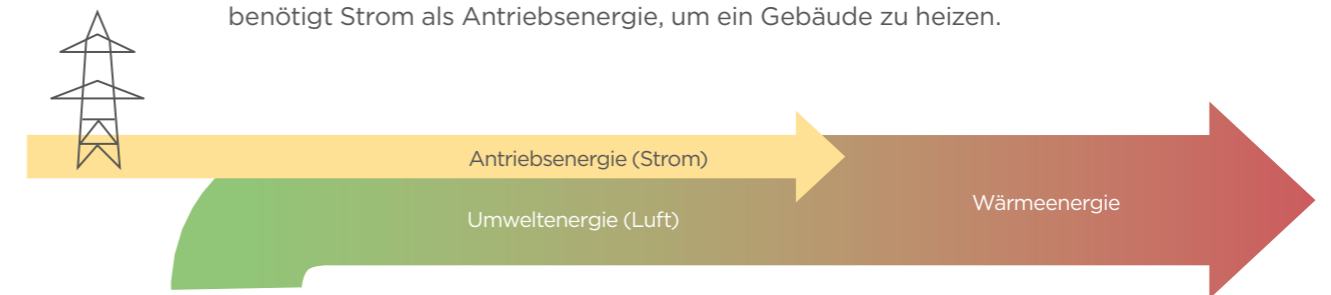 benötigt Strom als Antriebsenergie, um ein Gebäude zu heizen.
Antriebsenergie (Strom)
Umweltenergie (Luft)
Wärmeenergie